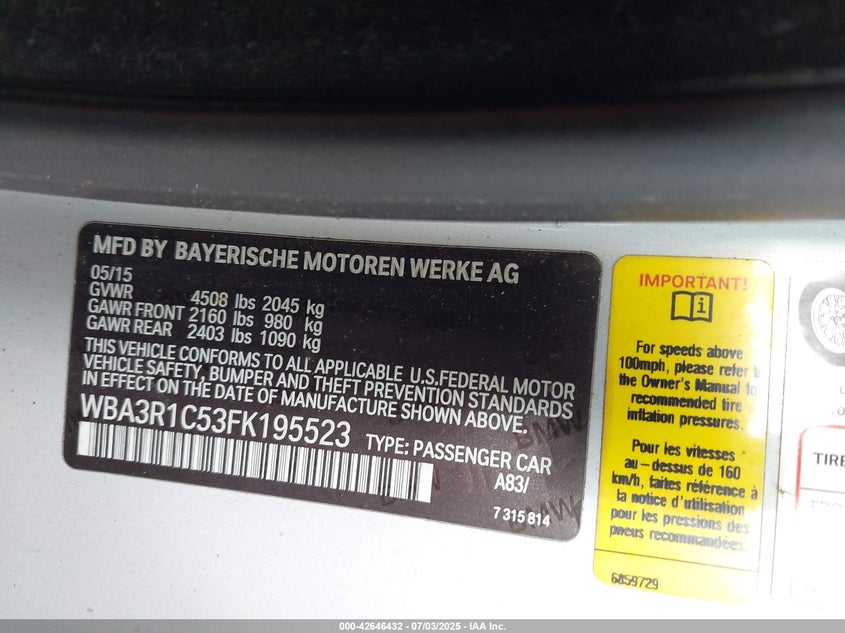 MFD BY BAYERISCHE MOTOREN WERKE AG
05/15
GVWR 4508 lbs 2045 kg
GAWR FRONT 2160 lbs 980 kg
GAWR REAR 2403 lbs 1090 kg
THIS VEHICLE CONFORMS TO ALL APPLICABLE U.S.FEDERAL MOTOR
VEHICLE SAFETY, BUMPER AND THEFT PREVENTION STANDARDS
IN EFFECT ON THE DATE OF MANUFACTURE SHOWN ABOVE.
WBA3R1C53FK195523
TYPE: PASSENGER CAR
A83/
7 315 814
IMPORTANT!
For speeds above
100mph, please refer to
the Owner's Manual for
recommended tire
inflation pressures.
Pour les vitesses
au-dessus de 160
km/h, faites référence à
la notice d'utilisation
pour les pressions des
pneus recommandées.
6859729
TIRE
000-42646432 - 07/03/2025 - IAA Inc.